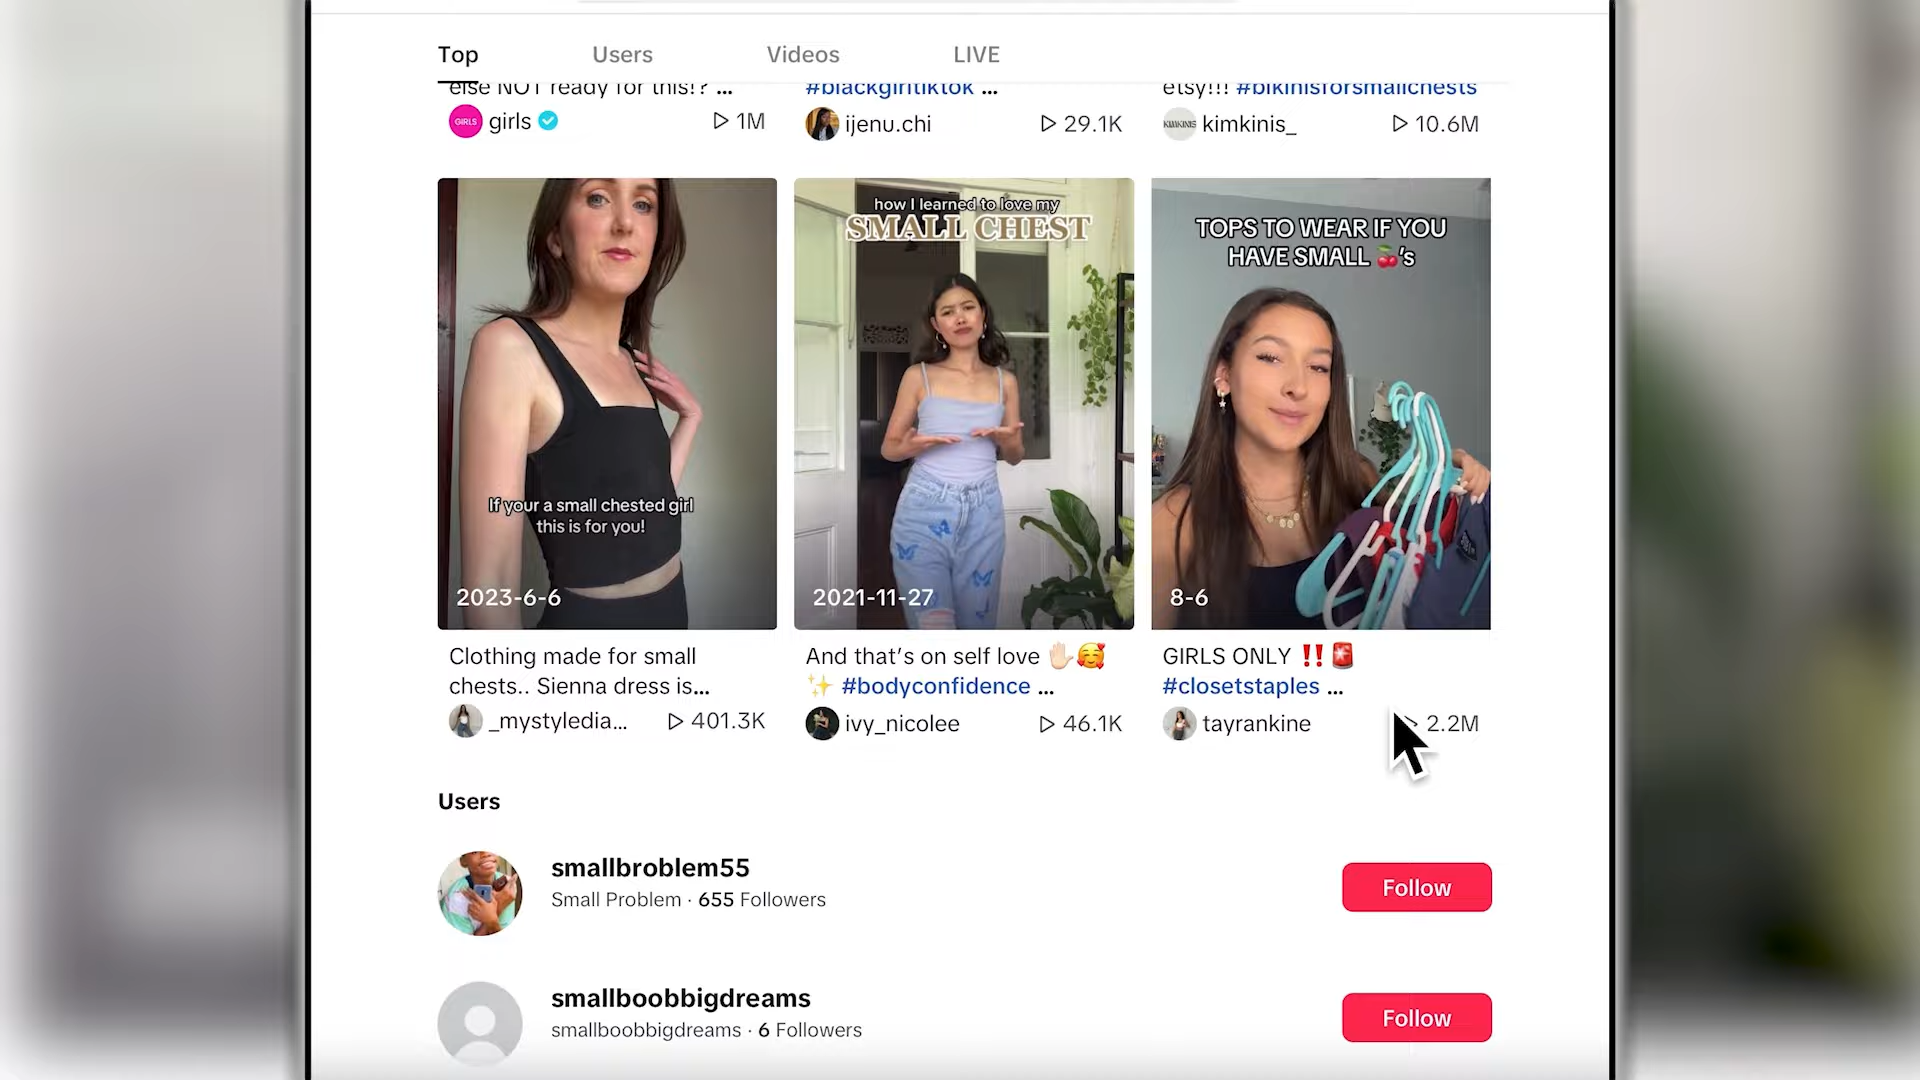 Top
Users
Videos
LIVE
else NOT ready for this!? ...
#blackgirltiktok ...
etsy!!! #bikinisforsmallchests
GIRLS
girls
1M
ijenu.chi
29.1K
KIMKINIS
kimkinis_
10.6M
If your a small chested girl
this is for you!
2023-6-6
how I learned to love my
SMALL CHEST
2021-11-27
TOPS TO WEAR IF YOU
HAVE SMALL 🍒's
8-6
Clothing made for small
chests.. Sienna dress is...
_mystyledia...
401.3K
And that's on self love 🤚🏻🥰
✨ #bodyconfidence ...
ivy_nicolee
46.1K
GIRLS ONLY ‼️🚨
#closetstaples ...
tayrankine
2.2M
Users
smallbroblem55
Small Problem · 655 Followers
Follow
smallboobbigdreams
smallboobbigdreams · 6 Followers
Follow